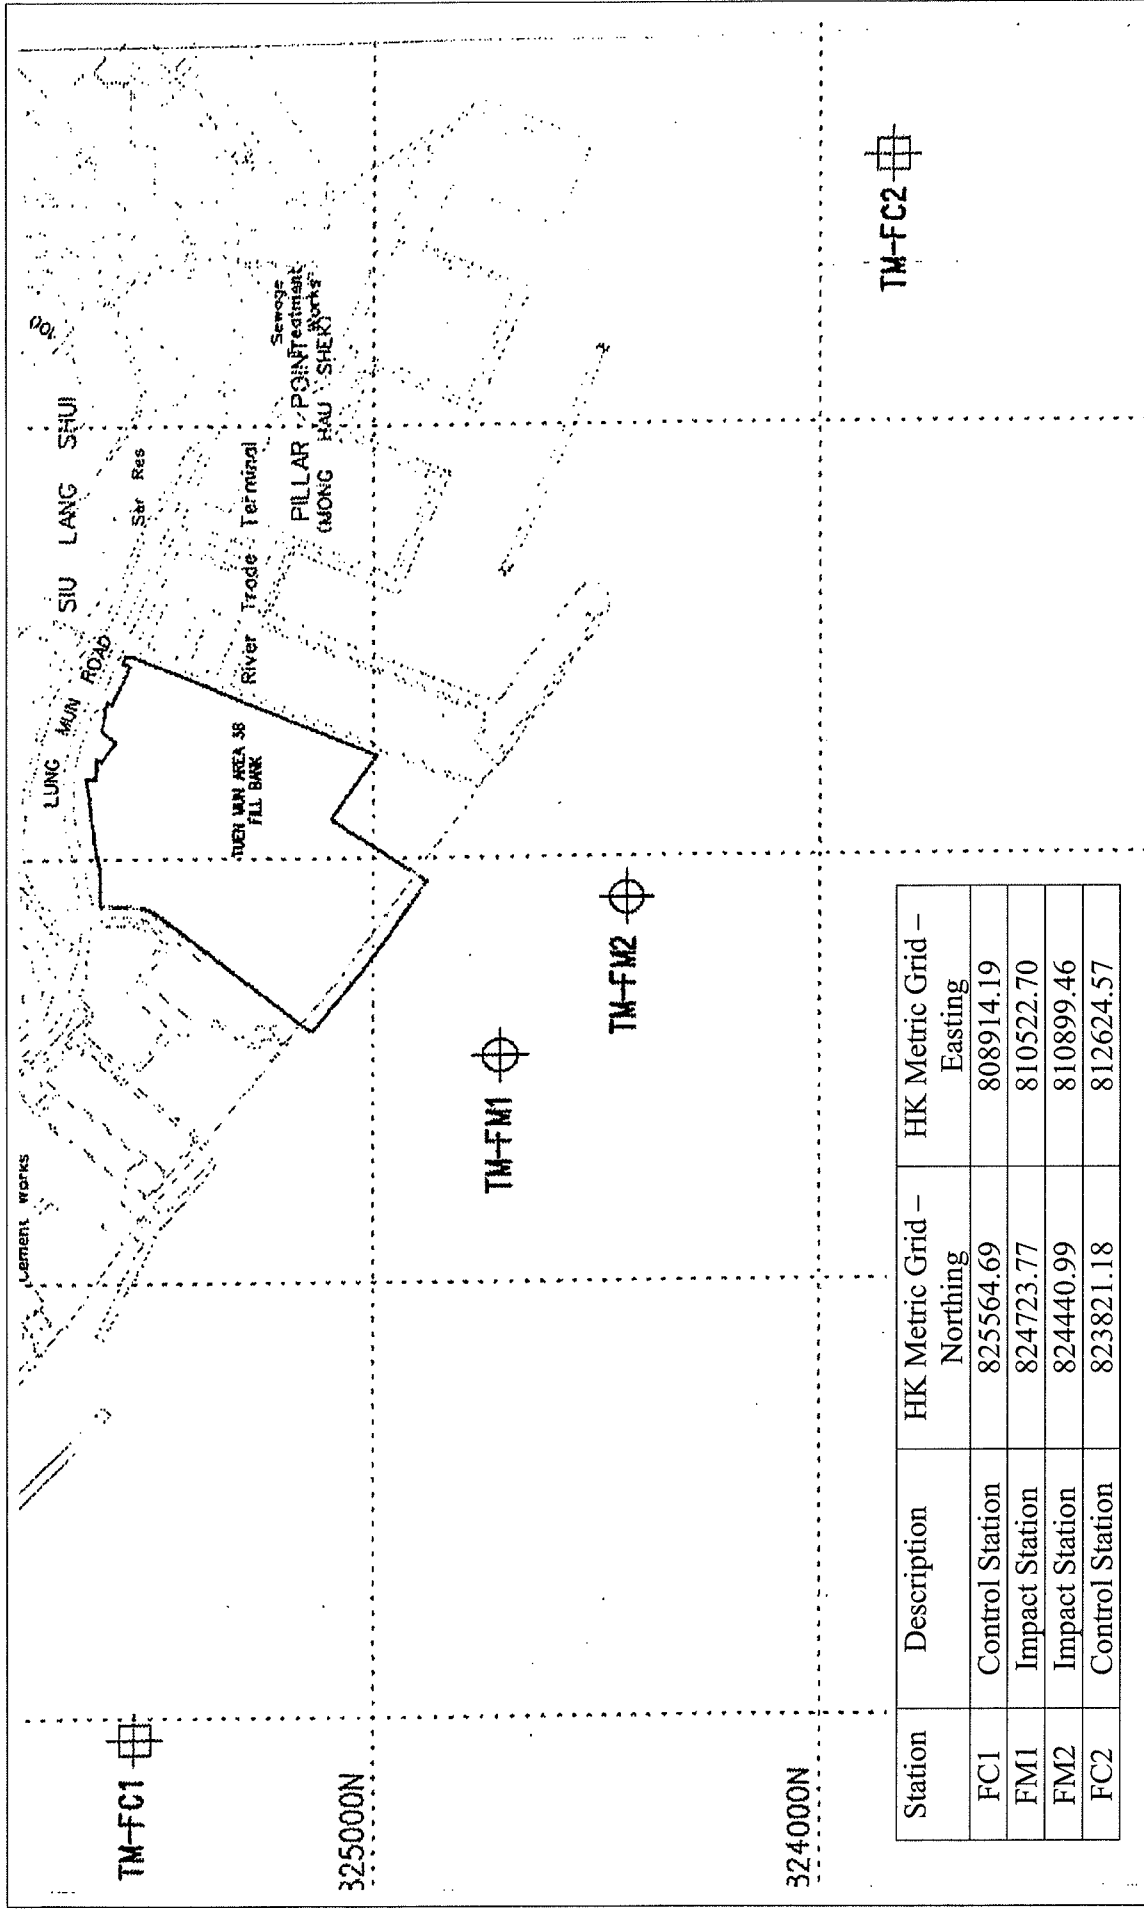 Cement Works
LUNG MUN ROAD
SIU LANG SHUI
Ser Res
TUEN MUN AREA 38
FILL BANK
River Trade Terminal
Sewage
Treatment
Works
PILLAR POINT
(MONG HAU SHEK)
TM-FC1
TM-FM1
TM-FM2
TM-FC2
825000N
824000N
Station Description HK Metric Grid – Northing HK Metric Grid – Easting
FC1 Control Station 825564.69 808914.19
FM1 Impact Station 824723.77 810522.70
FM2 Impact Station 824440.99 810899.46
FC2 Control Station 823821.18 812624.57